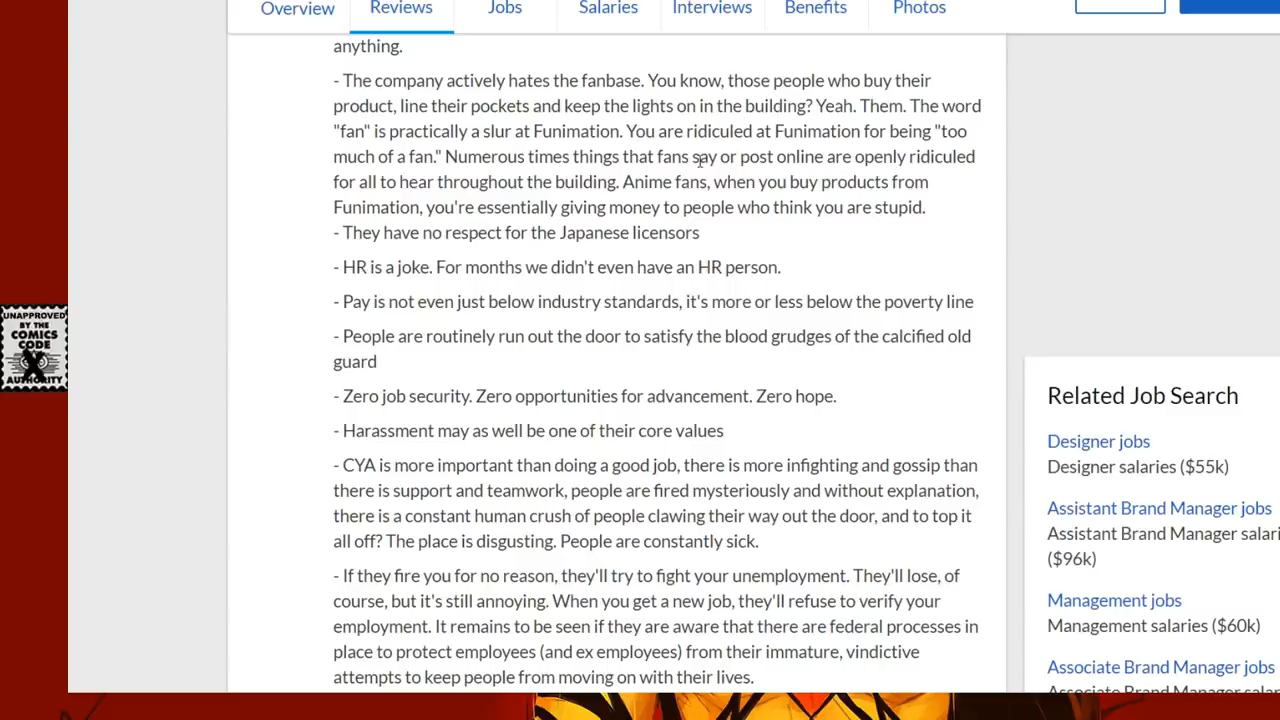 Overview
Reviews
Jobs
Salaries
Interviews
Benefits
Photos
anything.
- The company actively hates the fanbase. You know, those people who buy their
product, line their pockets and keep the lights on in the building? Yeah. Them. The word
"fan" is practically a slur at Funimation. You are ridiculed at Funimation for being "too
much of a fan." Numerous times things that fans say or post online are openly ridiculed
for all to hear throughout the building. Anime fans, when you buy products from
Funimation, you're essentially giving money to people who think you are stupid.
- They have no respect for the Japanese licensors
- HR is a joke. For months we didn't even have an HR person.
- Pay is not even just below industry standards, it's more or less below the poverty line
- People are routinely run out the door to satisfy the blood grudges of the calcified old
guard
- Zero job security. Zero opportunities for advancement. Zero hope.
- Harassment may as well be one of their core values
- CYA is more important than doing a good job, there is more infighting and gossip than
there is support and teamwork, people are fired mysteriously and without explanation,
there is a constant human crush of people clawing their way out the door, and to top it
all off? The place is disgusting. People are constantly sick.
- If they fire you for no reason, they'll try to fight your unemployment. They'll lose, of
course, but it's still annoying. When you get a new job, they'll refuse to verify your
employment. It remains to be seen if they are aware that there are federal processes in
place to protect employees (and ex employees) from their immature, vindictive
attempts to keep people from moving on with their lives.
UNAPPROVED
BY THE
COMICS
CODE
AUTHORITY
Related Job Search
Designer jobs
Designer salaries ($55k)
Assistant Brand Manager jobs
Assistant Brand Manager salari
($96k)
Management jobs
Management salaries ($60k)
Associate Brand Manager jobs
Associate Brand Manager salar